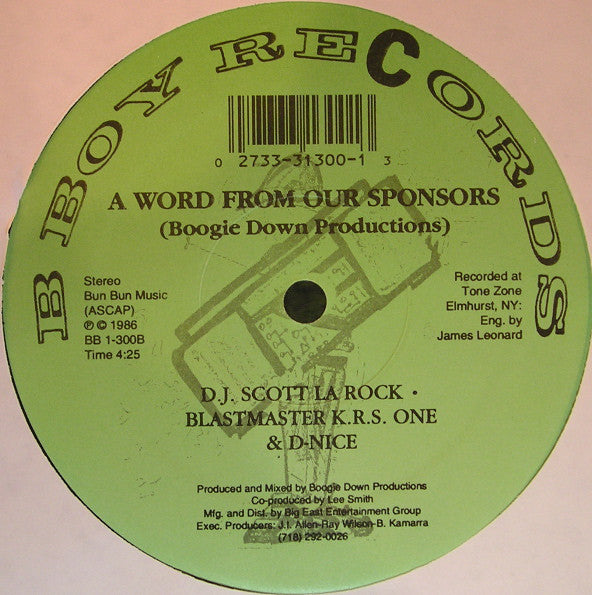 B BOY RECORDS
0 2733-31300-1 3
A WORD FROM OUR SPONSORS
(Boogie Down Productions)
Stereo
Bun Bun Music
(ASCAP)
℗ © 1986
BB 1-300B
Time 4:25
Recorded at
Tone Zone
Elmhurst, NY:
Eng. by
James Leonard
D.J. SCOTT LA ROCK •
BLASTMASTER K.R.S. ONE
& D-NICE
Produced and Mixed by Boogie Down Productions
Co-produced by Lee Smith
Mfg. and Dist. by Big East Entertainment Group
Exec. Producers: J.I. Allen-Ray Wilson-B. Kamarra
(718) 292-0026